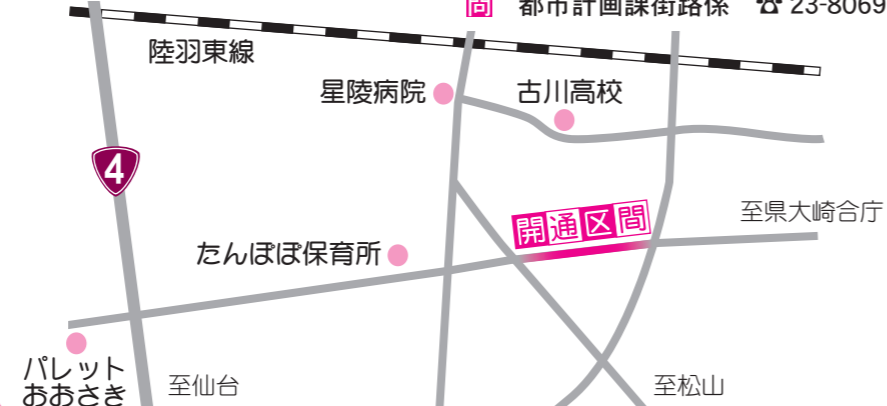 問 都市計画課街路係 ☎23-8069
陸羽東線
星陵病院
古川高校
4
開通区間
至県大崎合庁
たんぽぽ保育所
パレット
おおさき
至仙台
至松山